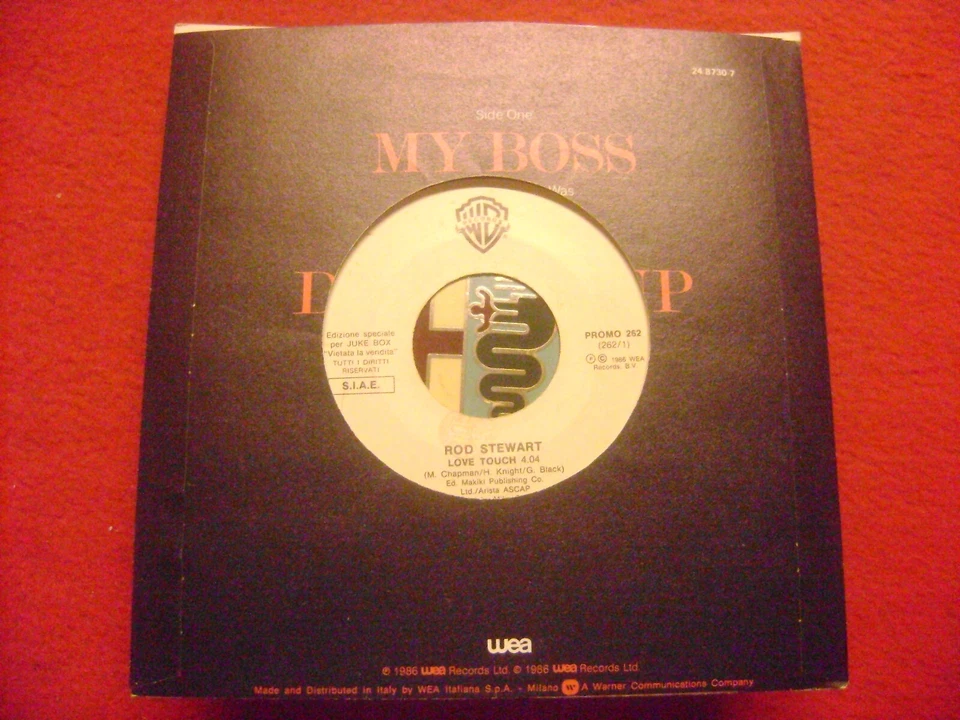 24 8730 7
Side One
MY BOSS
Was
D UP
Edizione speciale
per JUKE BOX
"Vietata la vendita"
TUTTI I DIRITTI
RISERVATI
S.I.A.E.
PROMO 262
(262/1)
℗ © 1986 WEA
Records. B.V.
ROD STEWART
LOVE TOUCH 4.04
(M. Chapman/H. Knight/G. Black)
Ed. Makiki Publishing Co.
Ltd./Arista ASCAP
wea
℗ 1986 wea Records Ltd. © 1986 wea Records Ltd.
Made and Distributed in Italy by WEA Italiana S.p.A. - Milano A Warner Communications Company